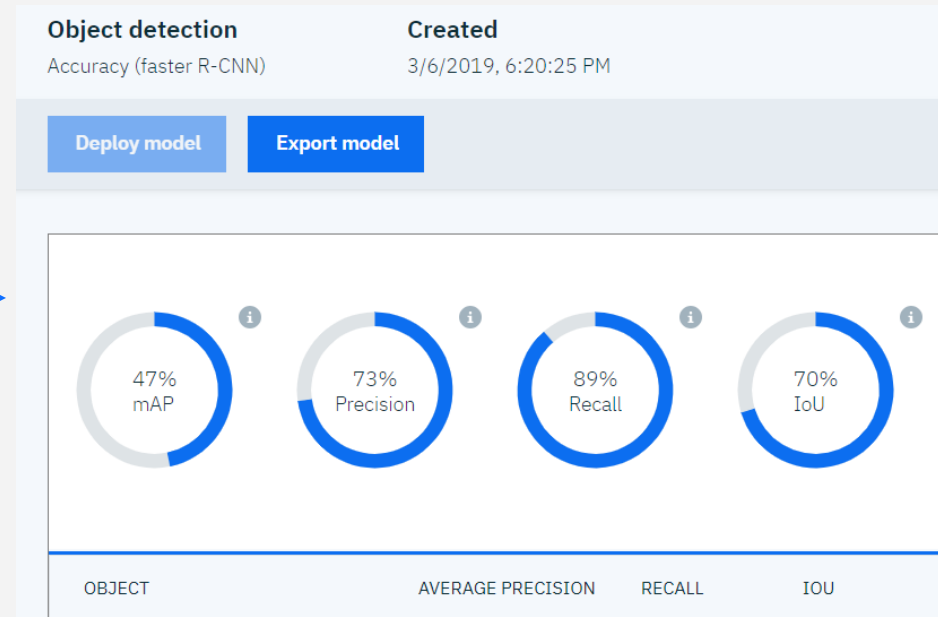 Object detection
Created
Accuracy (faster R-CNN)
3/6/2019, 6:20:25 PM
Deploy model
Export model
47%
mAP
73%
Precision
89%
Recall
70%
IoU
OBJECT
AVERAGE PRECISION
RECALL
IOU